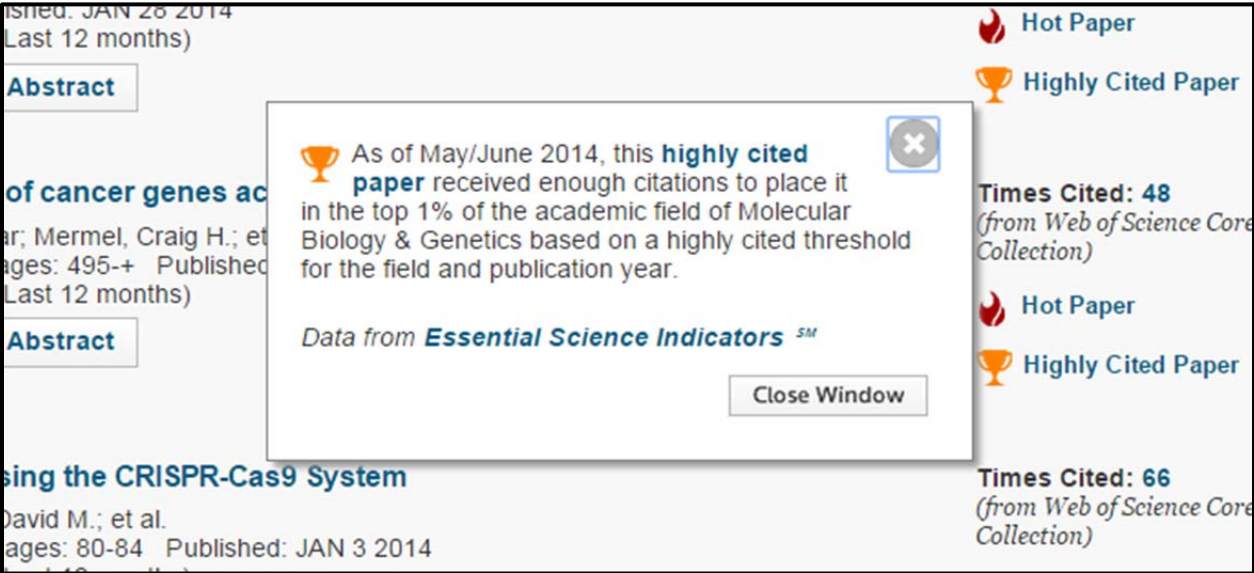 ished: JAN 28 2014
Last 12 months)
Abstract
Hot Paper
Highly Cited Paper
As of May/June 2014, this highly cited
paper received enough citations to place it
in the top 1% of the academic field of Molecular
Biology & Genetics based on a highly cited threshold
for the field and publication year.
Data from Essential Science Indicators SM
Close Window
of cancer genes ac
ar; Mermel, Craig H.; et
ages: 495-+ Published
Last 12 months)
Abstract
Times Cited: 48
(from Web of Science Core
Collection)
Hot Paper
Highly Cited Paper
sing the CRISPR-Cas9 System
David M.; et al.
ages: 80-84 Published: JAN 3 2014
Times Cited: 66
(from Web of Science Core
Collection)